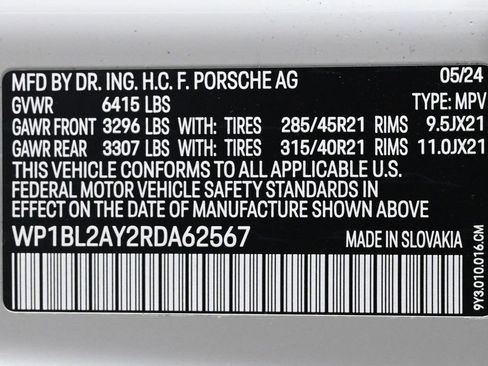 MFD BY DR. ING. H.C. F. PORSCHE AG 05/24
GVWR 6415 LBS TYPE: MPV
GAWR FRONT 3296 LBS WITH: TIRES 285/45R21 RIMS 9.5JX21
GAWR REAR 3307 LBS WITH: TIRES 315/40R21 RIMS 11.0JX21
THIS VEHICLE CONFORMS TO ALL APPLICABLE U.S.
FEDERAL MOTOR VEHICLE SAFETY STANDARDS IN
EFFECT ON THE DATE OF MANUFACTURE SHOWN ABOVE
WP1BL2AY2RDA62567 MADE IN SLOVAKIA
9Y3.010.016.CM